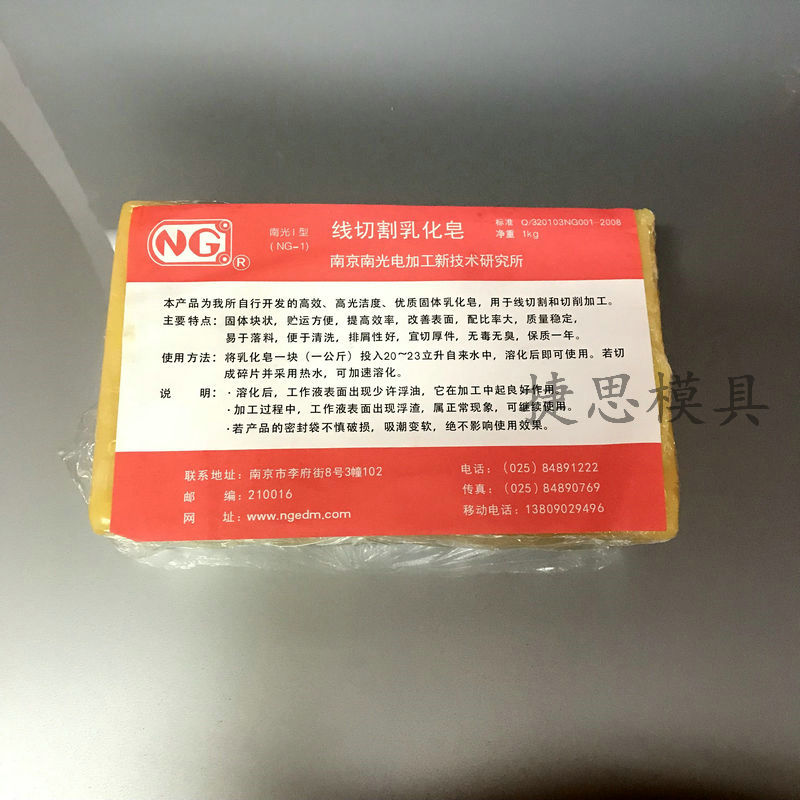 NG®
南光I型
(NG-1)
线切割乳化皂
标准 Q/320103NG001-2008
净重 1kg
南京南光电加工新技术研究所
本产品为我所自行开发的高效、高光洁度、优质固体乳化皂，用于线切割和切削加工。
主要特点：固体块状，贮运方便，提高效率，改善表面，配比率大，质量稳定，
易于落料，便于清洗，排屑性好，宜切厚件，无毒无臭，保质一年。
使用方法：将乳化皂一块（一公斤）投入20～23立升自来水中，溶化后即可使用。若切
成碎片并采用热水，可加速溶化。
说 明：·溶化后，工作液表面出现少许浮油，它在加工中起良好作用。
·加工过程中，工作液表面出现浮渣，属正常现象，可继续使用。
·若产品的密封袋不慎破损，吸潮变软，绝不影响使用效果。
捷思模具
联系地址：南京市李府街8号3幢102
邮 编：210016
网 址：www.ngedm.com
电话：（025）84891222
传真：（025）84890769
移动电话：13809029496